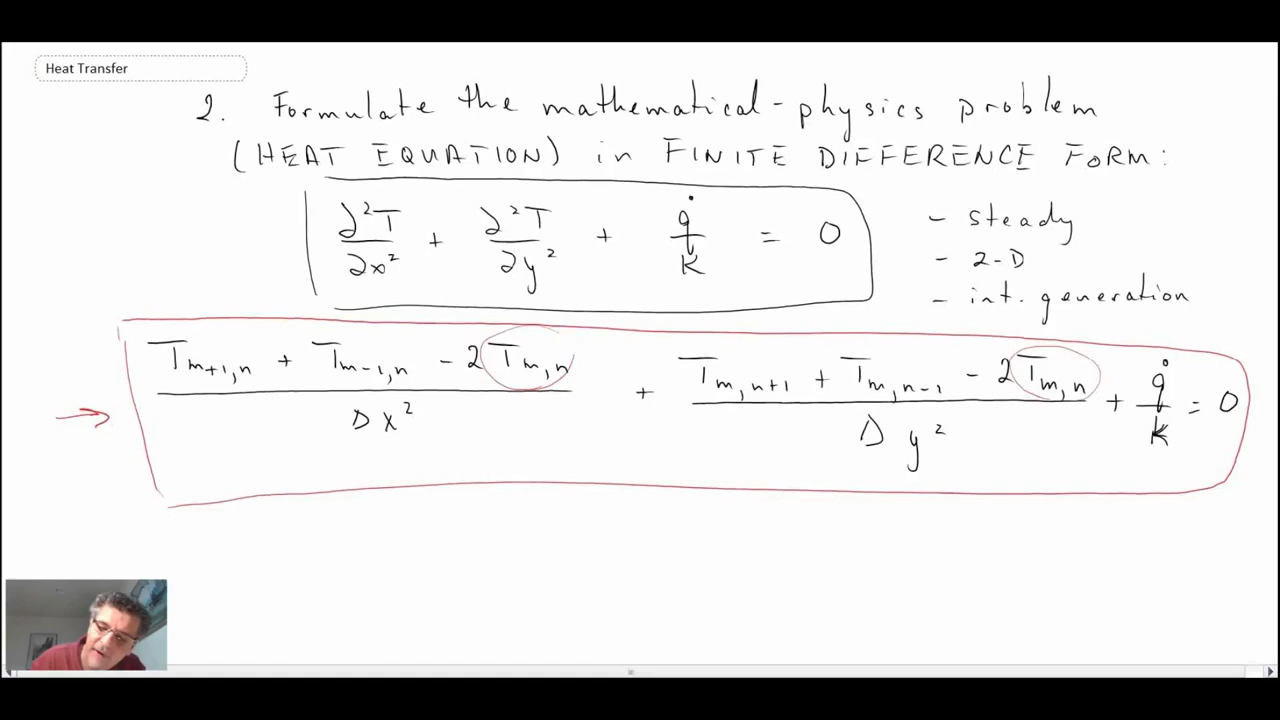 Heat Transfer
2. Formulate the mathematical-physics problem
(HEAT EQUATION) in FINITE DIFFERENCE FORM:
∂²T/∂x² + ∂²T/∂y² + q̇/k = 0
- steady
- 2-D
- int. generation
→ (T_{m+1,n} + T_{m-1,n} - 2T_{m,n})/Δx² + (T_{m,n+1} + T_{m,n-1} - 2T_{m,n})/Δy² + q̇/k = 0